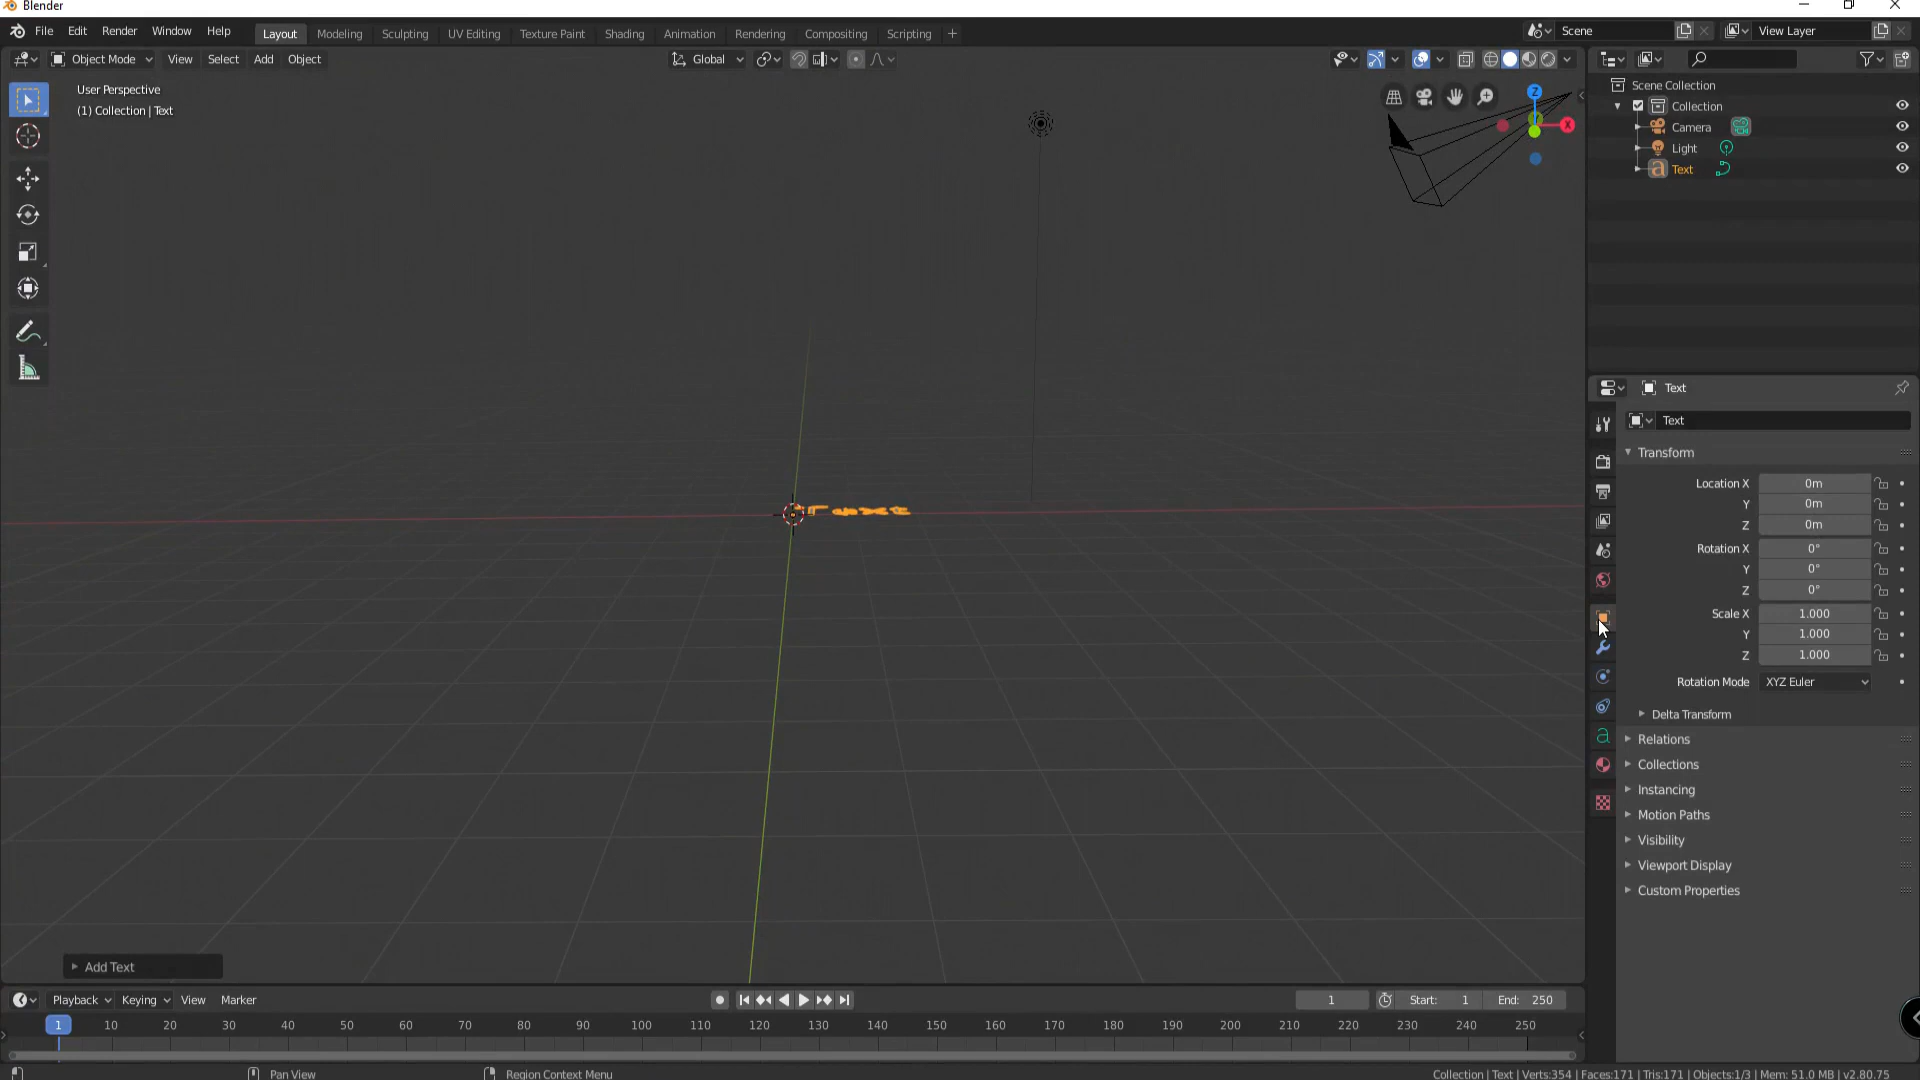 Blender
File Edit Render Window Help
Layout Modeling Sculpting UV Editing Texture Paint Shading Animation Rendering Compositing Scripting +
Scene View Layer
Object Mode View Select Add Object
Global
User Perspective
(1) Collection | Text
Z
X
Text
Scene Collection
Collection
Camera
Light
a Text
Text
Text
Transform
Location X 0m
Y 0m
Z 0m
Rotation X 0°
Y 0°
Z 0°
Scale X 1.000
Y 1.000
Z 1.000
Rotation Mode XYZ Euler
Delta Transform
Relations
Collections
Instancing
Motion Paths
Visibility
Viewport Display
Custom Properties
Add Text
Playback Keying View Marker
1 Start: 1 End: 250
1 10 20 30 40 50 60 70 80 90 100 110 120 130 140 150 160 170 180 190 200 210 220 230 240 250
Pan View Region Context Menu
Collection | Text | Verts:354 | Faces:171 | Tris:171 | Objects:1/3 | Mem: 51.0 MB | v2.80.75